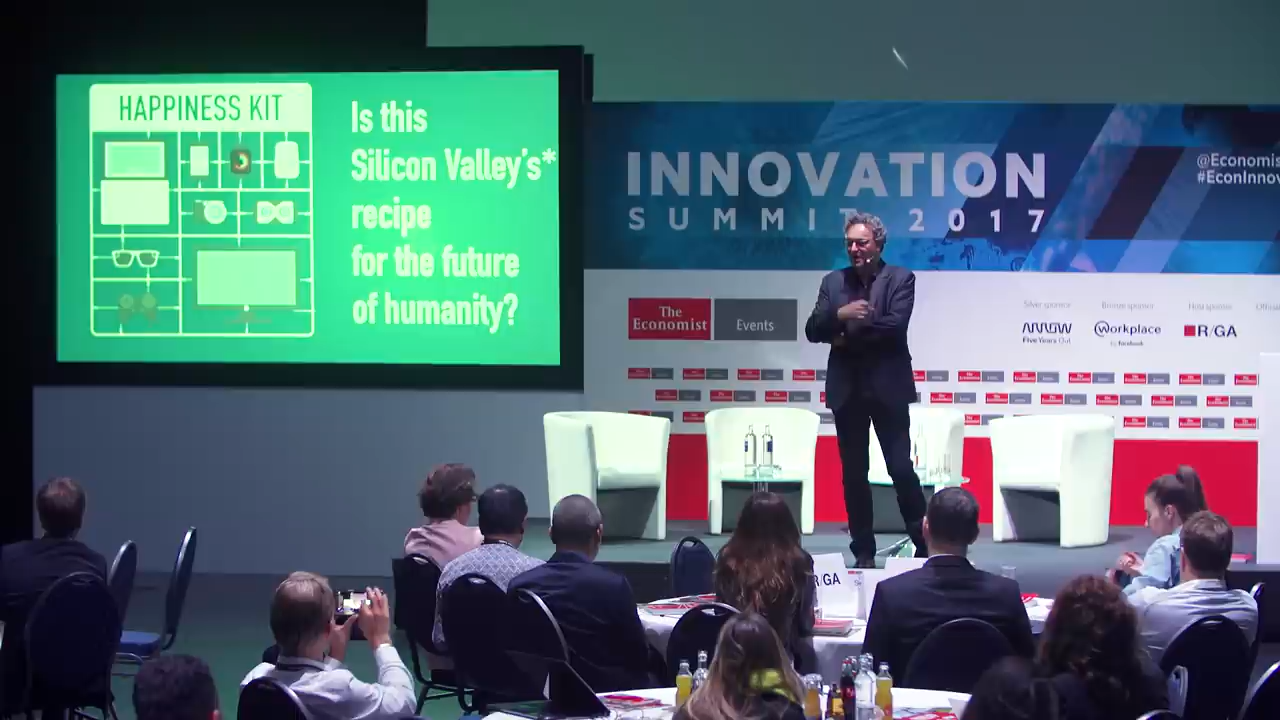 HAPPINESS KIT
Is this
Silicon Valley's*
recipe
for the future
of humanity?
INNOVATION
SUMMIT 2017
@Economis
#EconInnov
The
Economist
Events
Silver sponsor
Bronze sponsor
Host sponsor
ARROW
Five Years Out
Workplace
by facebook
R/GA
R/GA